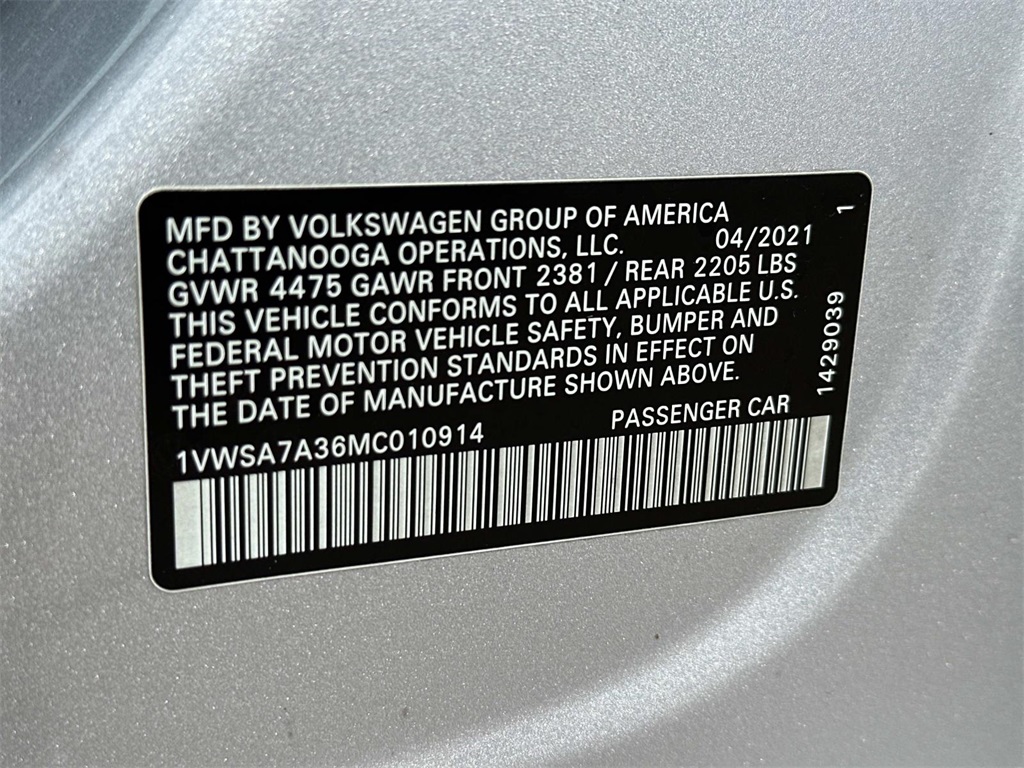 MFD BY VOLKSWAGEN GROUP OF AMERICA
CHATTANOOGA OPERATIONS, LLC. 04/2021
GVWR 4475 GAWR FRONT 2381 / REAR 2205 LBS
THIS VEHICLE CONFORMS TO ALL APPLICABLE U.S.
FEDERAL MOTOR VEHICLE SAFETY, BUMPER AND
THEFT PREVENTION STANDARDS IN EFFECT ON
THE DATE OF MANUFACTURE SHOWN ABOVE.
1VWSA7A36MC010914 PASSENGER CAR
1429039 1